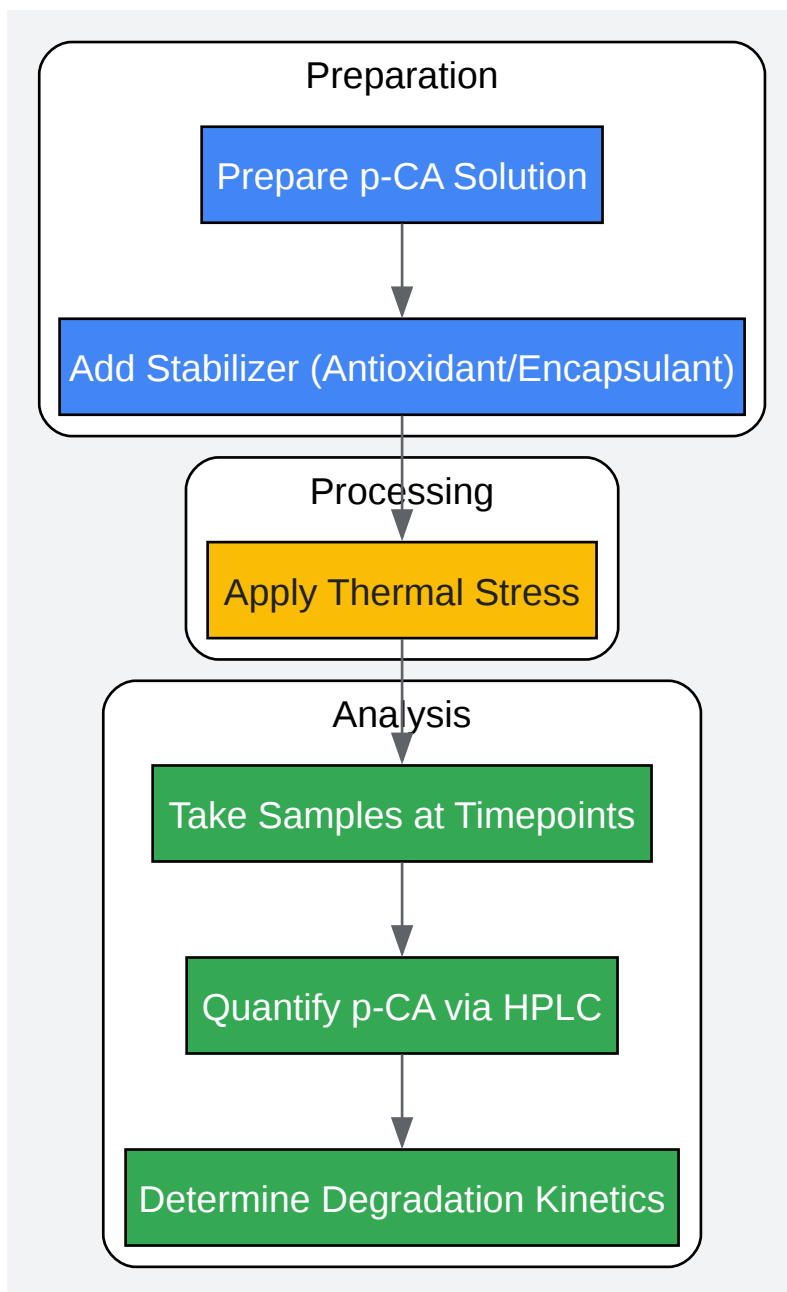 Preparation
Prepare p-CA Solution
Add Stabilizer (Antioxidant/Encapsulant)
Processing
Apply Thermal Stress
Analysis
Take Samples at Timepoints
Quantify p-CA via HPLC
Determine Degradation Kinetics